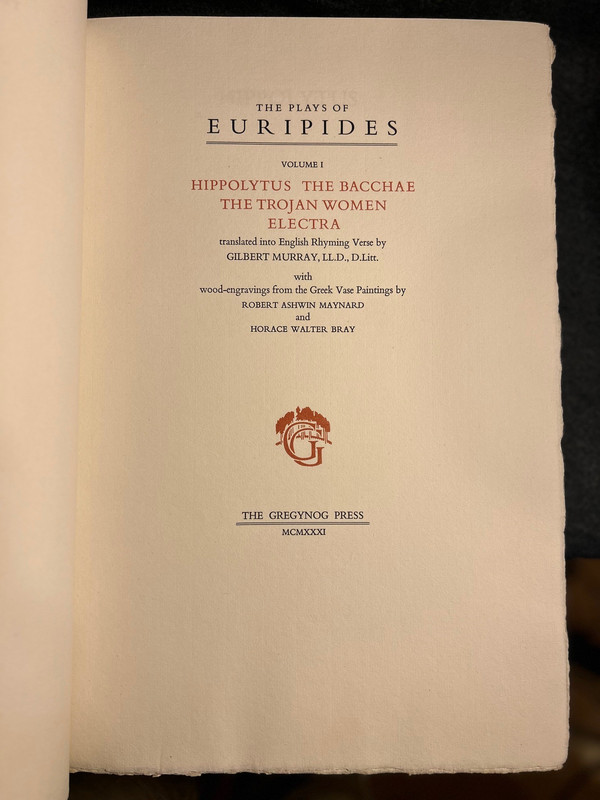 THE PLAYS OF
EURIPIDES
VOLUME I
HIPPOLYTUS THE BACCHAE
THE TROJAN WOMEN
ELECTRA
translated into English Rhyming Verse by
GILBERT MURRAY, LL.D., D.Litt.
with
wood-engravings from the Greek Vase Paintings by
ROBERT ASHWIN MAYNARD
and
HORACE WALTER BRAY
G
THE GREGYNOG PRESS
MCMXXXI